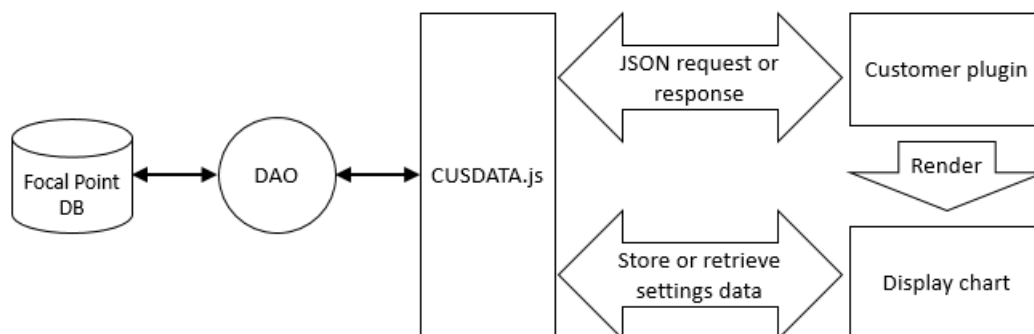 Focal Point
DB
DAO
CUSDATA.js
JSON request or
response
Customer plugin
Render
Store or retrieve
settings data
Display chart